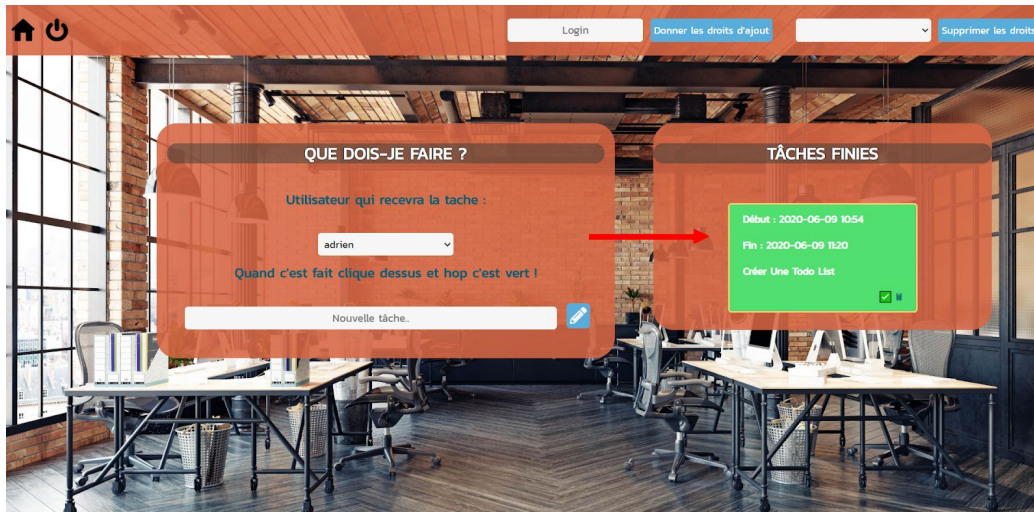 Login
Donner les droits d'ajout
Supprimer les droits
QUE DOIS-JE FAIRE ?
Utilisateur qui recevra la tache :
adrien
Quand c'est fait clique dessus et hop c'est vert !
Nouvelle tâche..
TÂCHES FINIES
Début : 2020-06-09 10:54
Fin : 2020-06-09 11:20
Créer Une Todo List